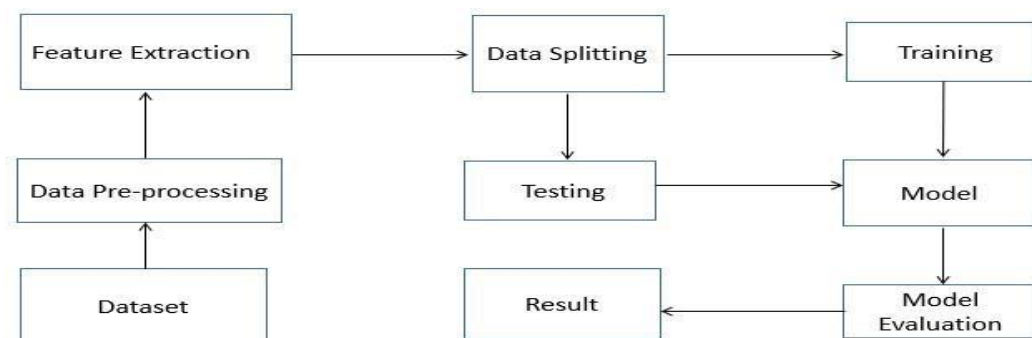 Feature Extraction
Data Splitting
Training
Data Pre-processing
Testing
Model
Dataset
Result
Model
Evaluation